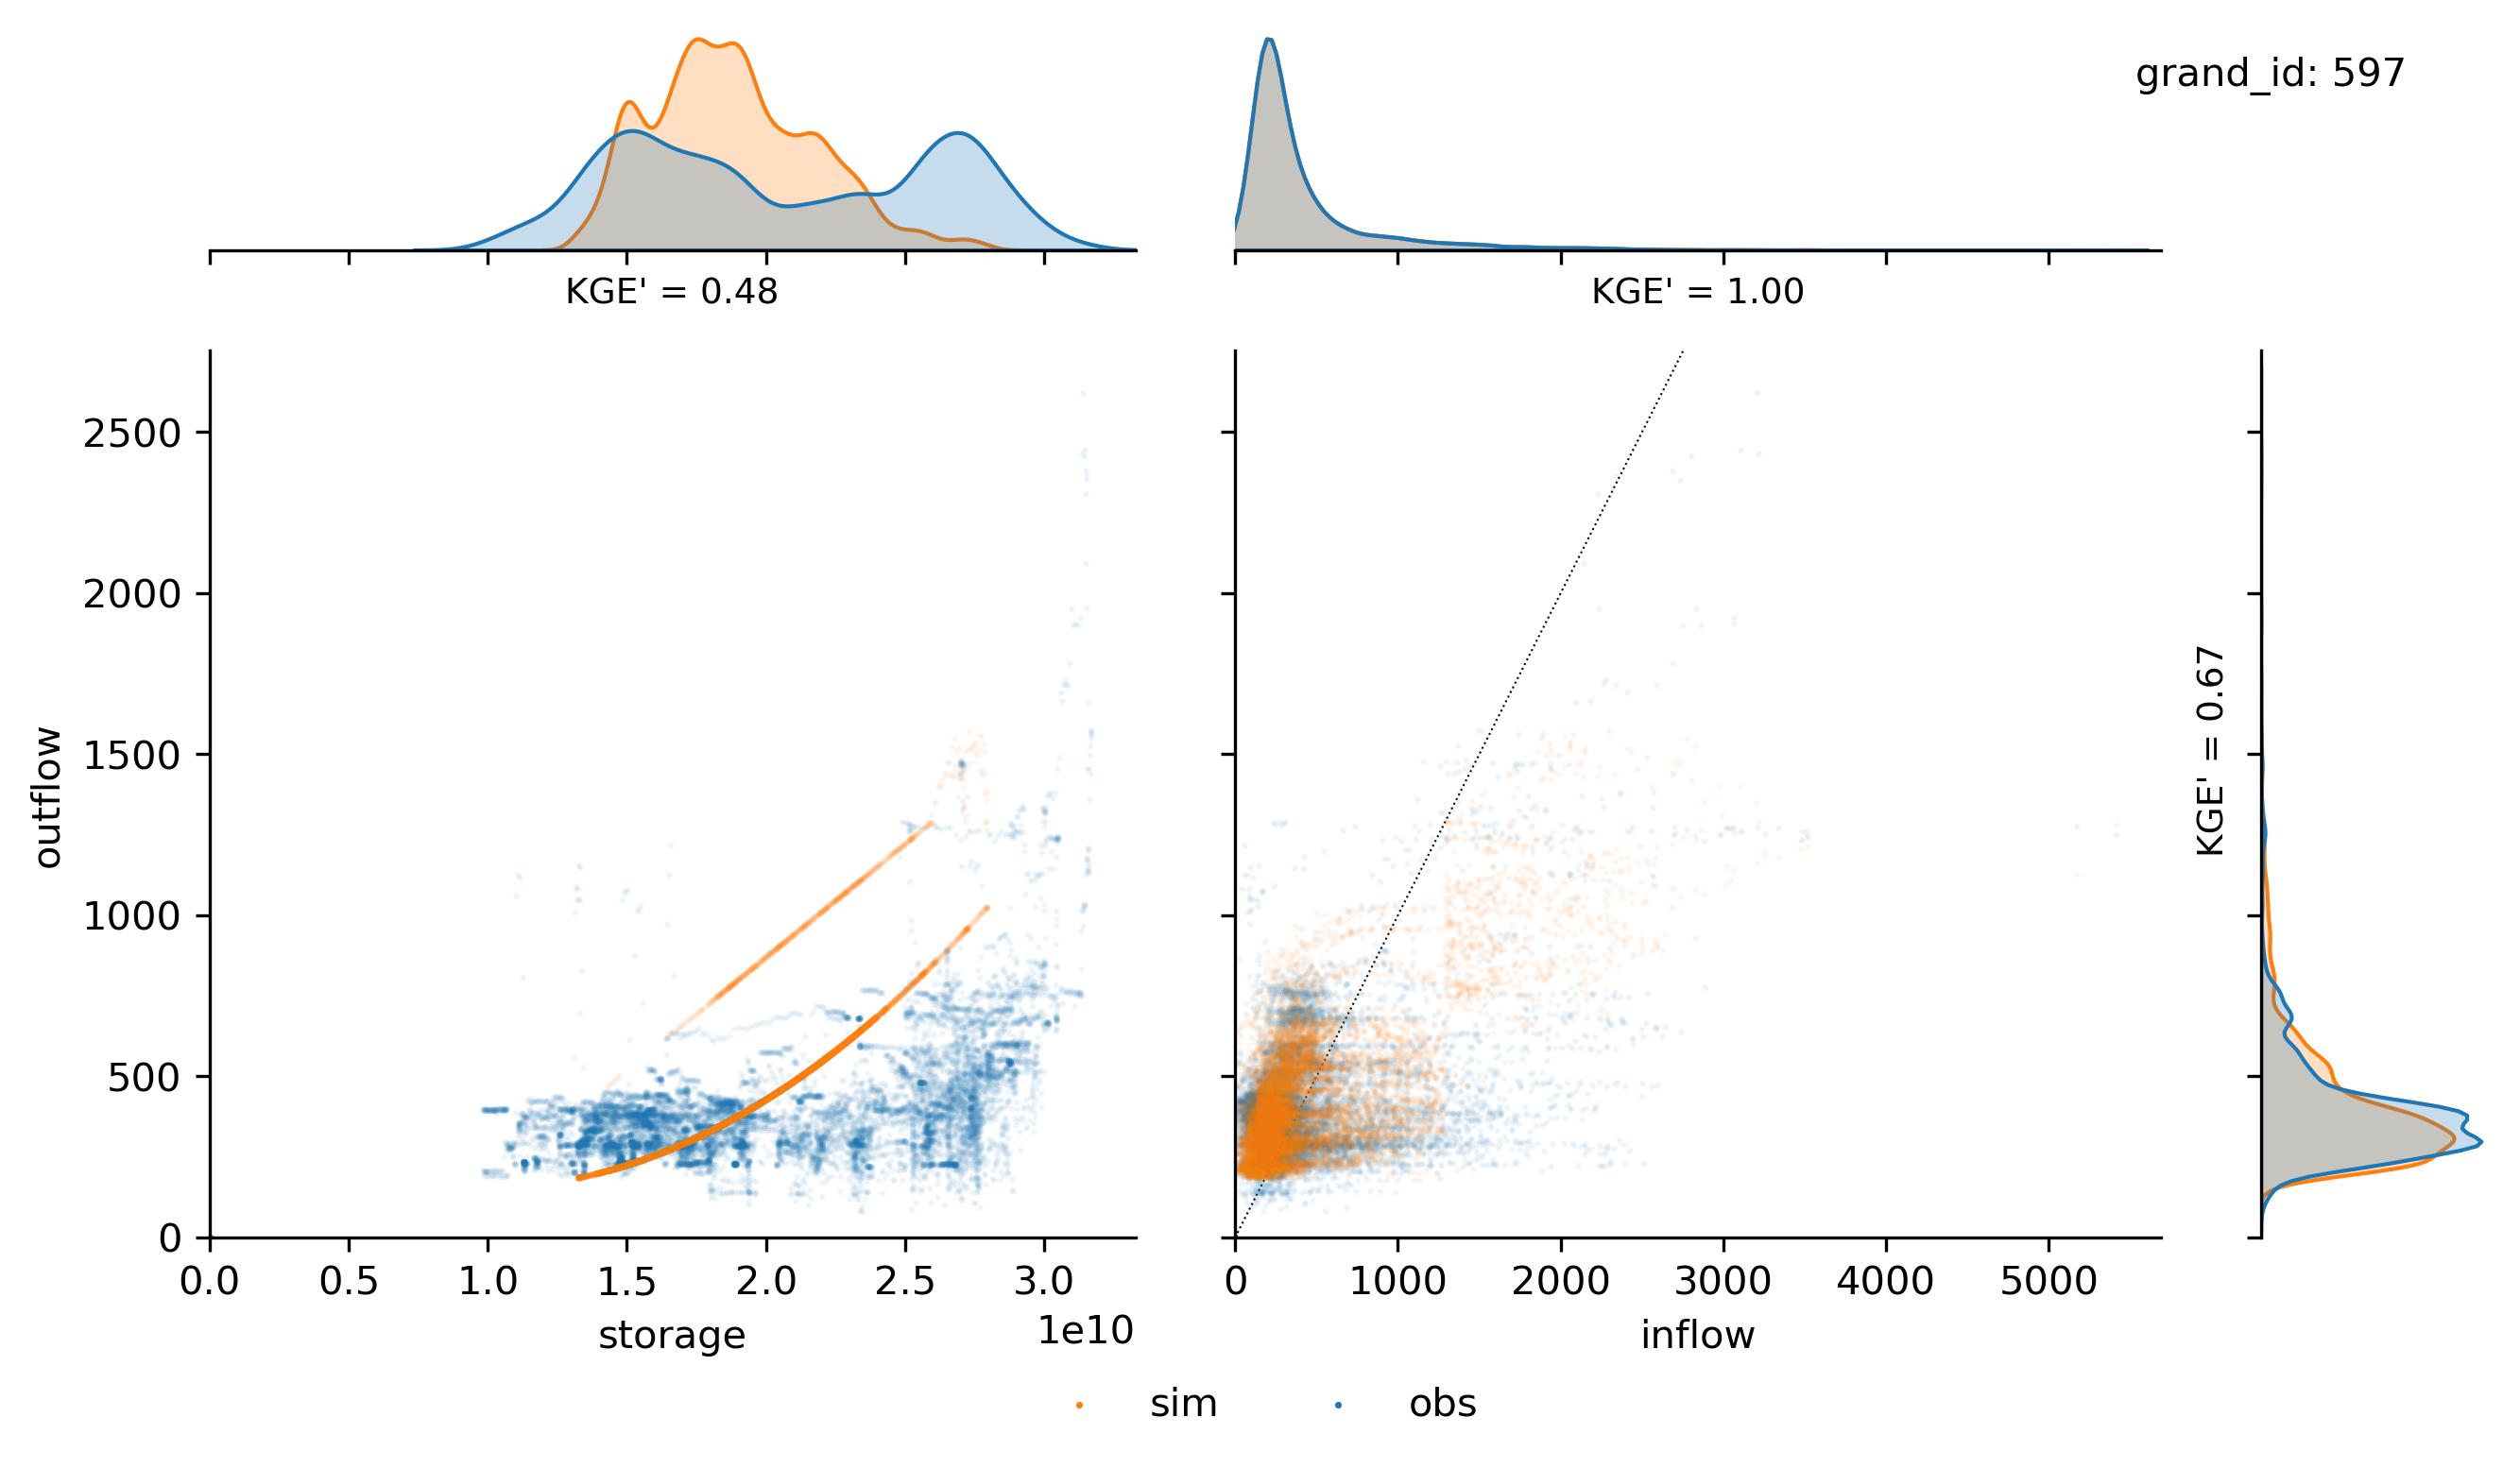 grand_id: 597
KGE' = 0.48
KGE' = 1.00
2500
2000
1500
1000
500
0
outflow
KGE' = 0.67
0.0 0.5 1.0 1.5 2.0 2.5 3.0
0 1000 2000 3000 4000 5000
storage
1e10
inflow
sim obs